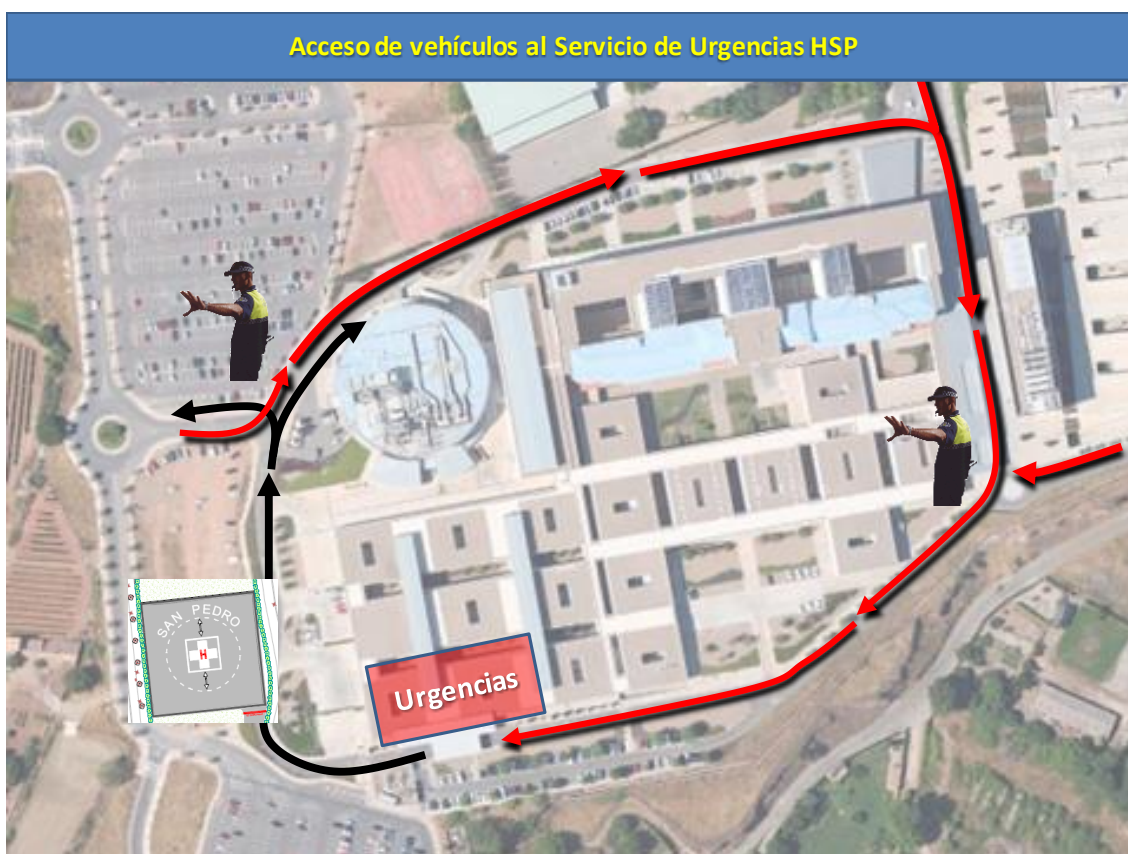 Acceso de vehículos al Servicio de Urgencias HSP
SAN PEDRO
H
Urgencias